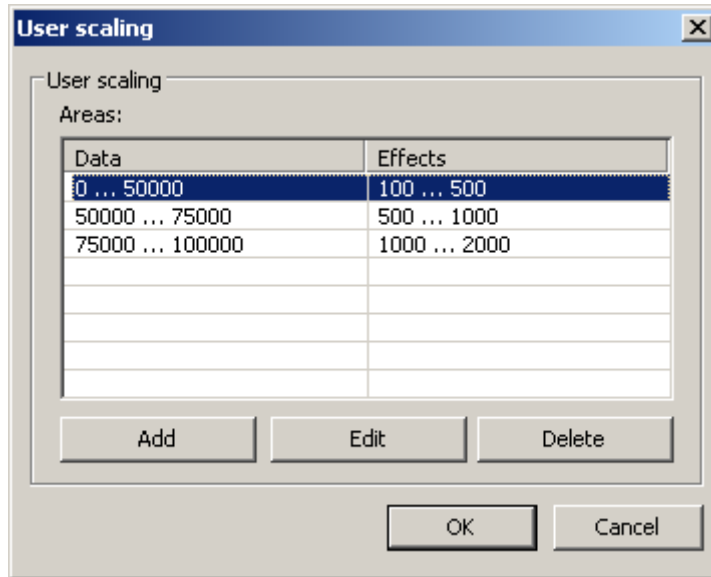 User scaling
User scaling
Areas:
Data Effects
0 ... 50000 100 ... 500
50000 ... 75000 500 ... 1000
75000 ... 100000 1000 ... 2000
Add Edit Delete
OK Cancel